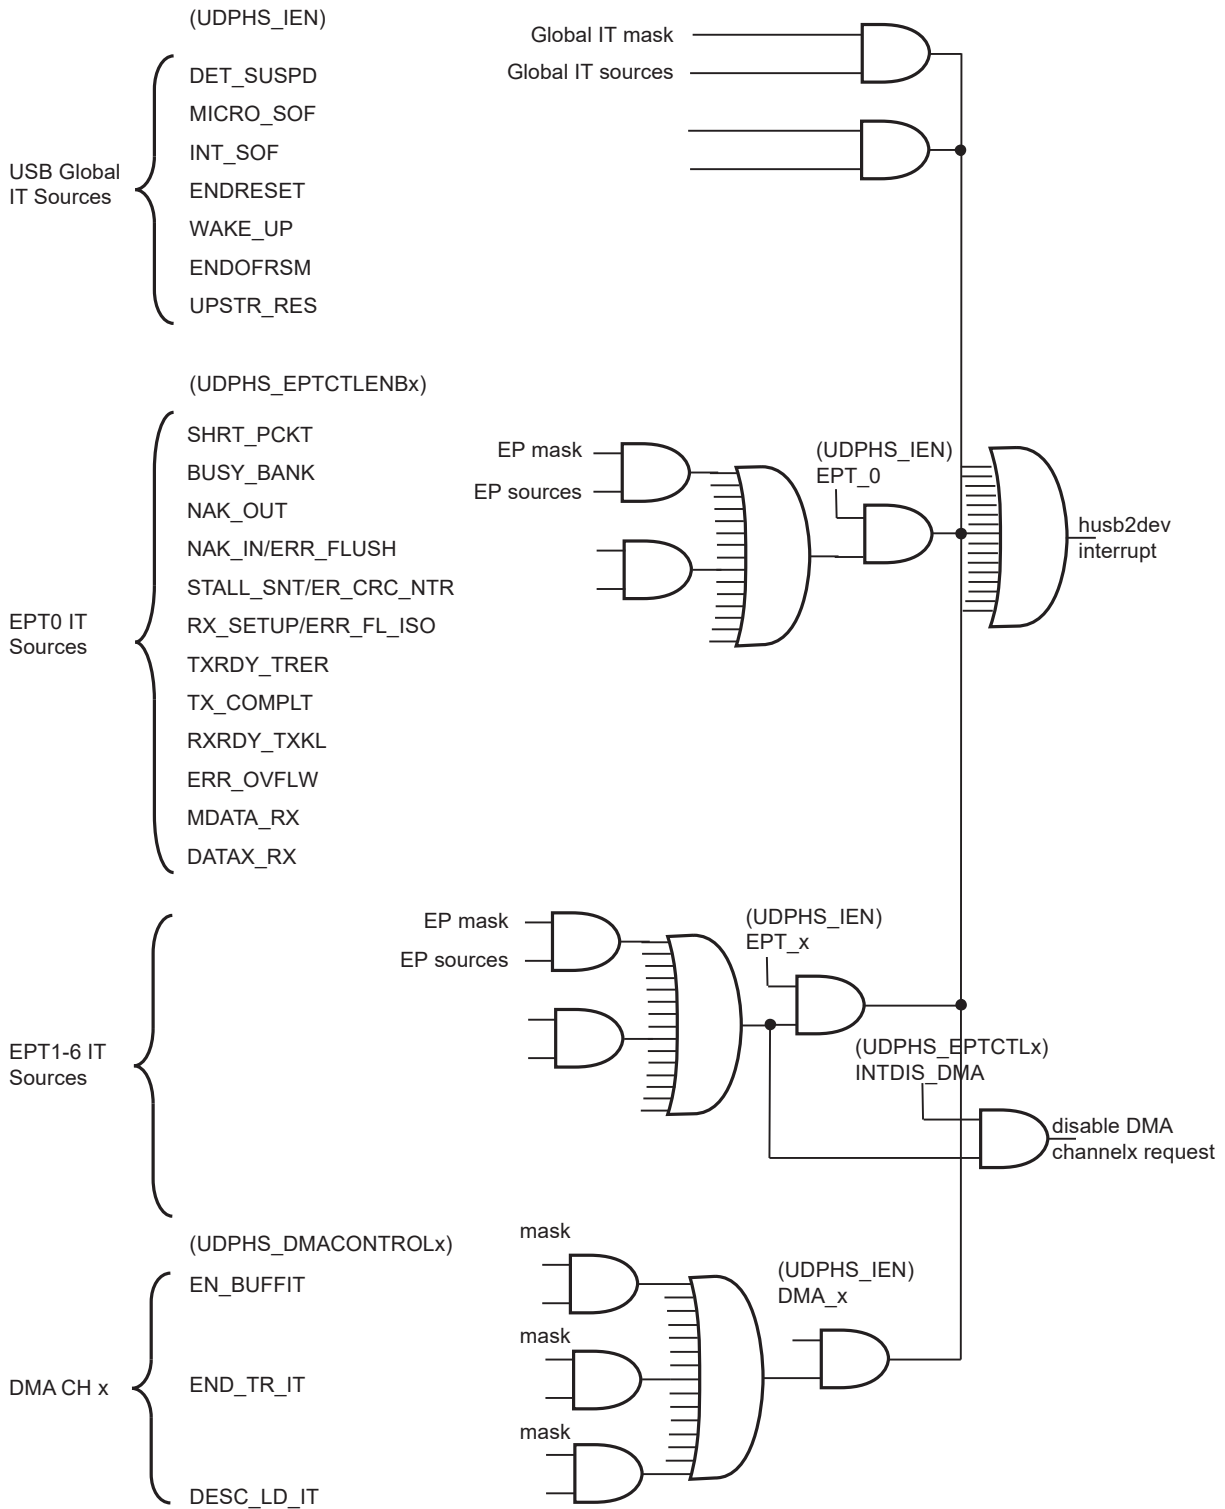 (UDPHS_IEN)
Global IT mask
Global IT sources
DET_SUSPD
MICRO_SOF
INT_SOF
ENDRESET
WAKE_UP
ENDOFRSM
UPSTR_RES
USB Global
IT Sources
(UDPHS_EPTCTLENBx)
SHRT_PCKT
BUSY_BANK
NAK_OUT
NAK_IN/ERR_FLUSH
STALL_SNT/ER_CRC_NTR
RX_SETUP/ERR_FL_ISO
TXRDY_TRER
TX_COMPLT
RXRDY_TXKL
ERR_OVFLW
MDATA_RX
DATAX_RX
EPT0 IT
Sources
EP mask
EP sources
(UDPHS_IEN)
EPT_0
husb2dev
interrupt
EP mask
EP sources
(UDPHS_IEN)
EPT_x
EPT1-6 IT
Sources
(UDPHS_EPTCTLx)
INTDIS_DMA
disable DMA
channelx request
(UDPHS_DMACONTROLx)
mask
EN_BUFFIT
(UDPHS_IEN)
DMA_x
mask
DMA CH x
END_TR_IT
mask
DESC_LD_IT